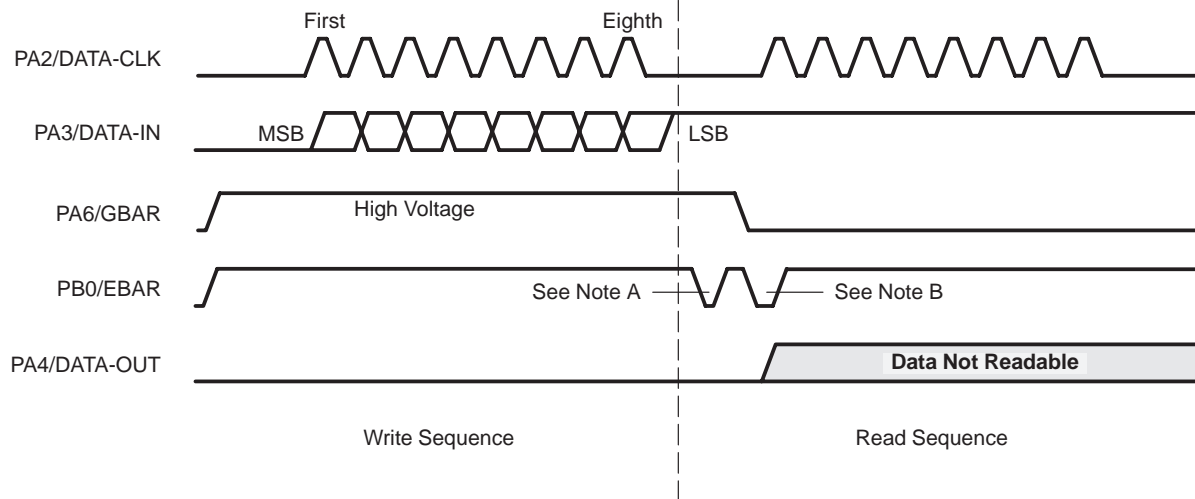 First
Eighth
PA2/DATA-CLK
PA3/DATA-IN
MSB
LSB
PA6/GBAR
High Voltage
PB0/EBAR
See Note A
See Note B
PA4/DATA-OUT
Data Not Readable
Write Sequence
Read Sequence